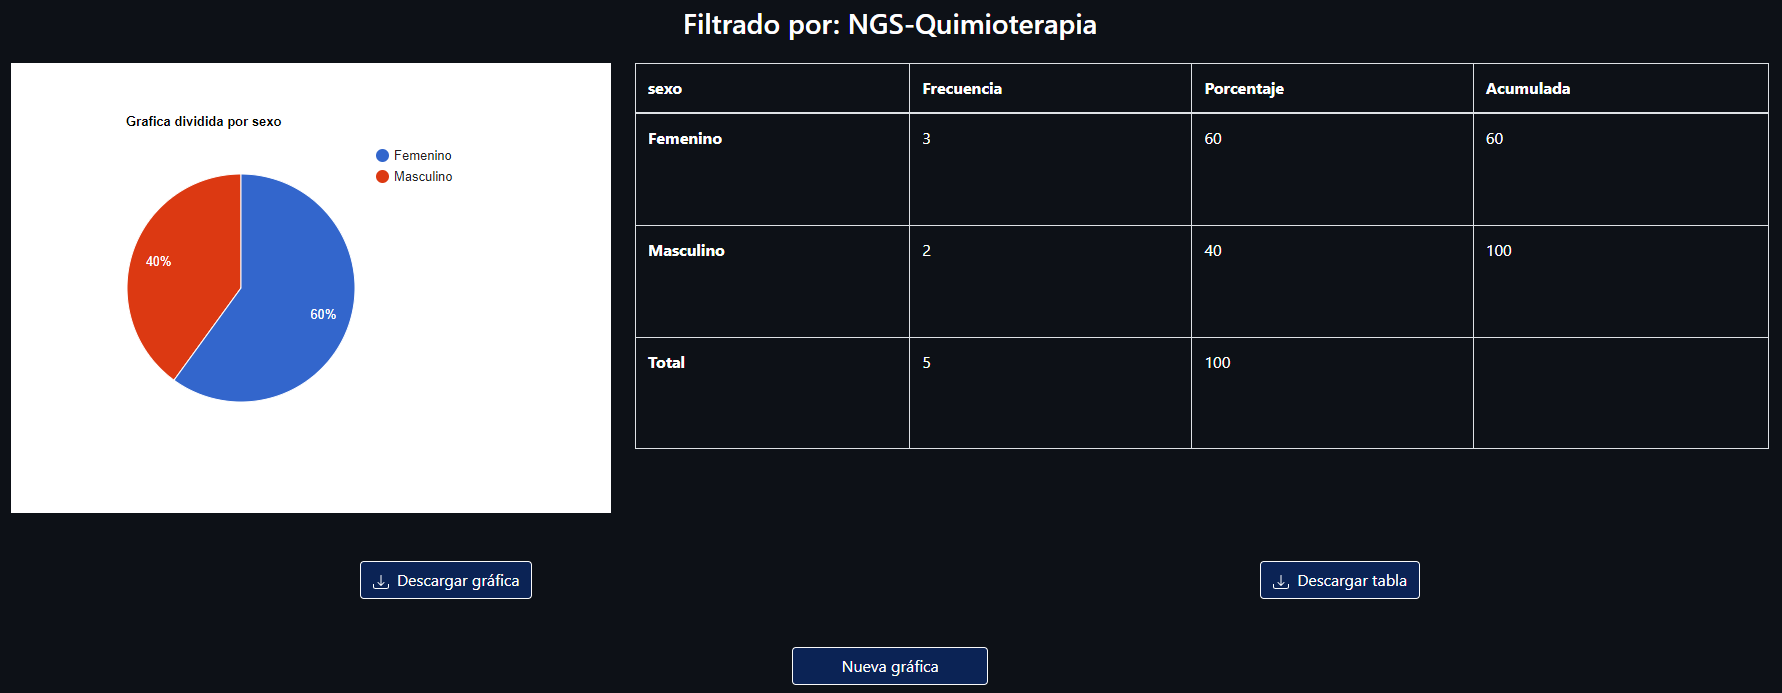 Filtrado por: NGS-Quimioterapia
Grafica dividida por sexo
Femenino
Masculino
40%
60%
sexo Frecuencia Porcentaje Acumulada
Femenino 3 60 60
Masculino 2 40 100
Total 5 100
Descargar gráfica
Descargar tabla
Nueva gráfica